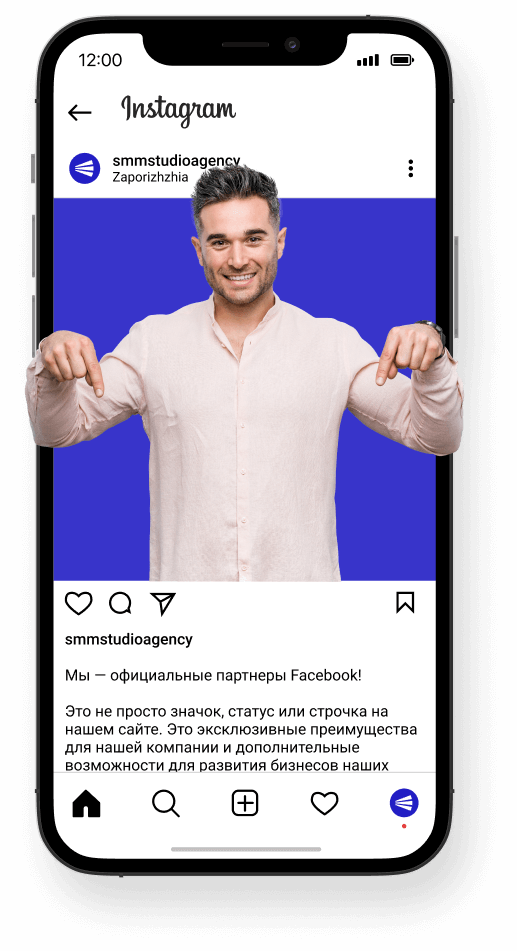 12:00
Instagram
smmstudioagency
Zaporizhzhia
smmstudioagency
Мы — официальные партнеры Facebook!
Это не просто значок, статус или строчка на
нашем сайте. Это эксклюзивные преимущества
для нашей компании и дополнительные
возможности для развития бизнесов наших